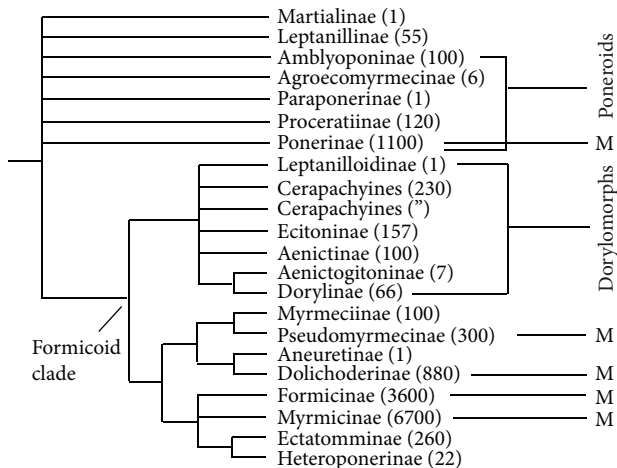 Martialinae (1)
Leptanillinae (55)
Amblyoponinae (100)
Agroecomyrmecinae (6)
Paraponerinae (1)
Proceratiinae (120)
Ponerinae (1100)
M
Poneroids
Leptanilloidinae (1)
Cerapachyines (230)
Cerapachyines (”)
Ecitoninae (157)
Aenictinae (100)
Aenictogitoninae (7)
Dorylinae (66)
Dorylomorphs
Myrmeciinae (100)
Pseudomyrmecinae (300)
M
Aneuretinae (1)
Dolichoderinae (880)
M
Formicinae (3600)
M
Myrmicinae (6700)
M
Ectatomminae (260)
Heteroponerinae (22)
Formicoid
clade